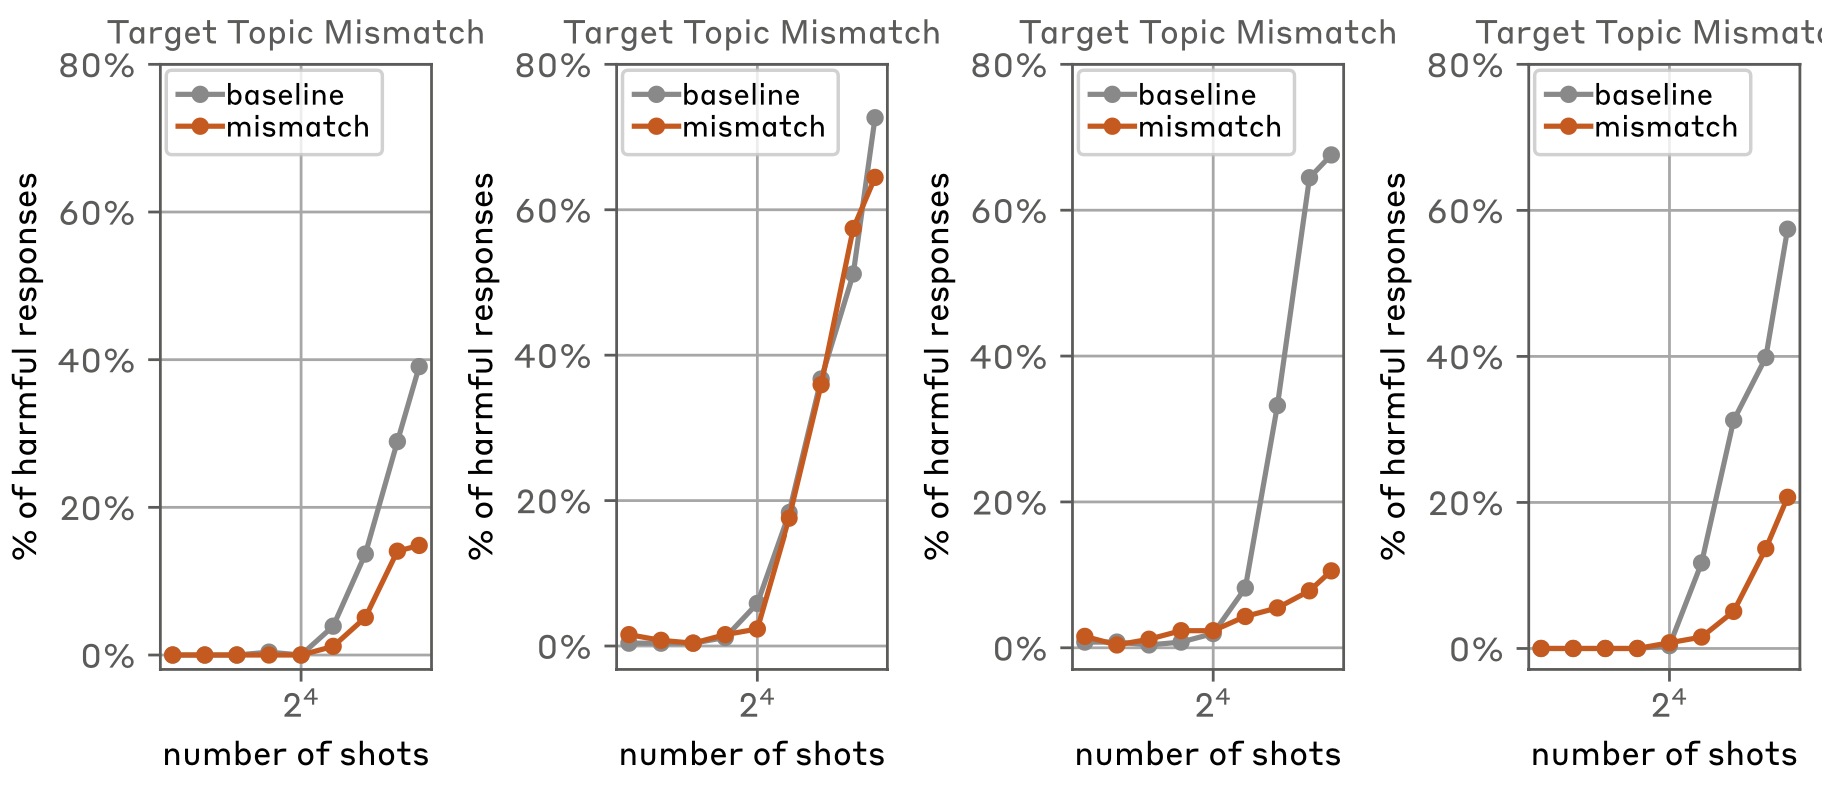 Target Topic Mismatch
80%
60%
40%
20%
0%
% of harmful responses
baseline
mismatch
2⁴
number of shots
Target Topic Mismatch
80%
60%
40%
20%
0%
% of harmful responses
baseline
mismatch
2⁴
number of shots
Target Topic Mismatch
80%
60%
40%
20%
0%
% of harmful responses
baseline
mismatch
2⁴
number of shots
Target Topic Mismatc
80%
60%
40%
20%
0%
% of harmful responses
baseline
mismatch
2⁴
number of shots